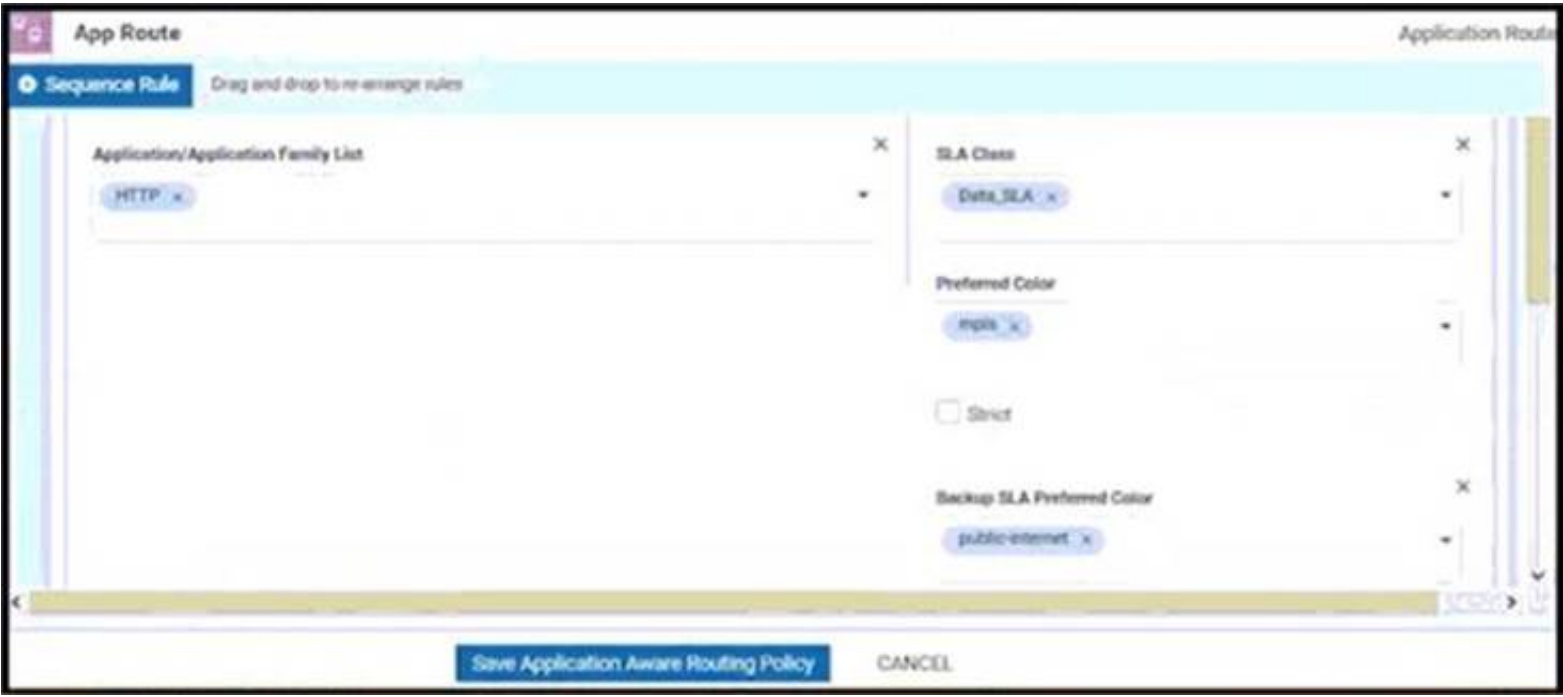 App Route
Application Route
Sequence Rule
Drag and drop to re-arrange rules
Application/Application Family List
HTTP ×
SLA Class
Data_SLA ×
Preferred Color
mpls ×
Strict
Backup SLA Preferred Color
public-internet ×
Save Application Aware Routing Policy
CANCEL